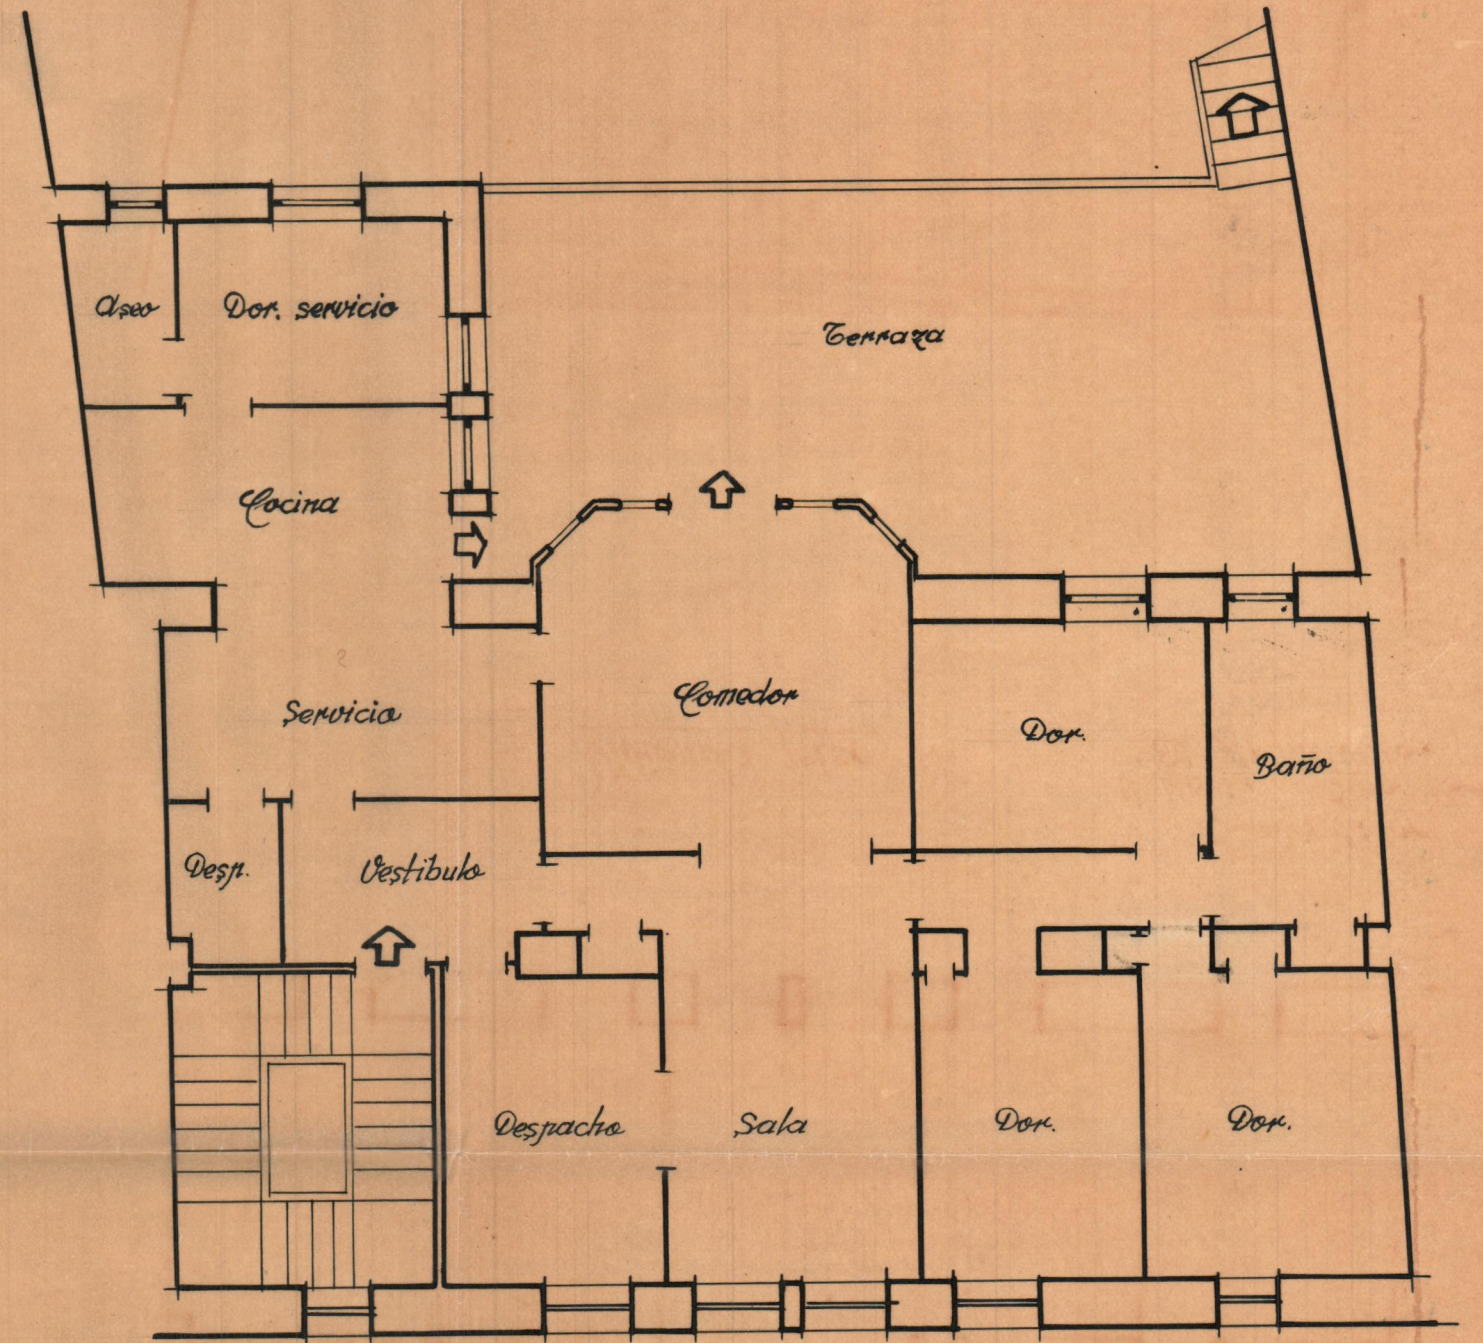 Aseo
Dor. servicio
Terraza
Cocina
Servicio
Comedor
Dor.
Baño
Desp.
Vestibulo
Despacho
Sala
Dor.
Dor.